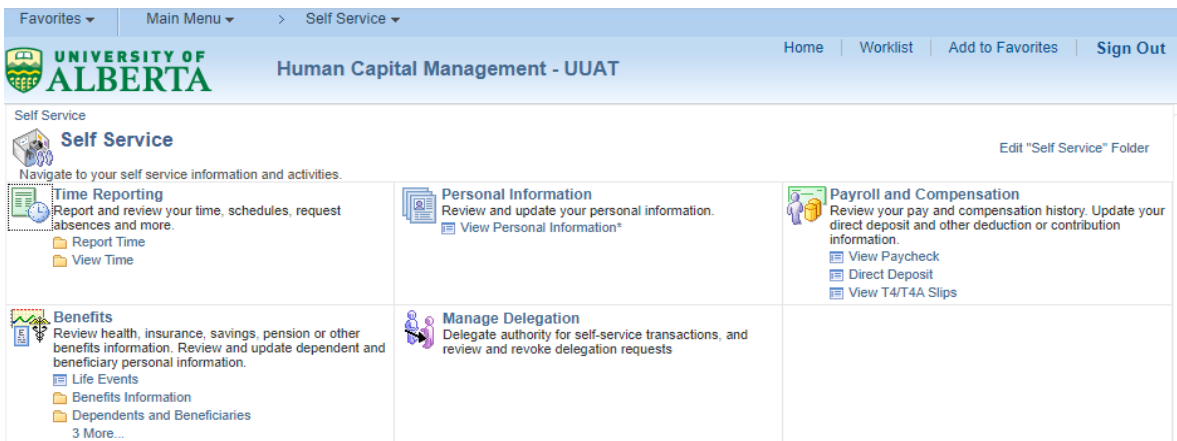 Favorites
Main Menu
>
Self Service
UNIVERSITY OF
ALBERTA
Human Capital Management - UUAT
Home
Worklist
Add to Favorites
Sign Out
Self Service
Self Service
Edit "Self Service" Folder
Navigate to your self service information and activities.
Time Reporting
Report and review your time, schedules, request
absences and more.
Report Time
View Time
Personal Information
Review and update your personal information.
View Personal Information*
Payroll and Compensation
Review your pay and compensation history. Update your
direct deposit and other deduction or contribution
information.
View Paycheck
Direct Deposit
View T4/T4A Slips
Benefits
Review health, insurance, savings, pension or other
benefits information. Review and update dependent and
beneficiary personal information.
Life Events
Benefits Information
Dependents and Beneficiaries
3 More...
Manage Delegation
Delegate authority for self-service transactions, and
review and revoke delegation requests